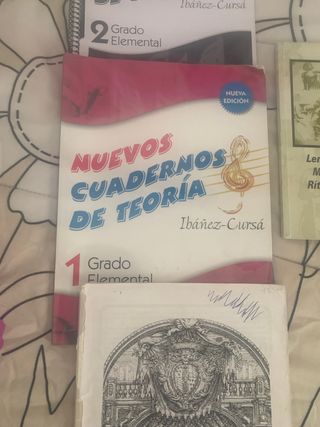 Ibáñez-Cursá
2 Grado
Elemental
NUEVA
EDICIÓN
NUEVOS
CUADERNOS
DE TEORÍA
Ibáñez-Cursá
1 Grado
Elemental